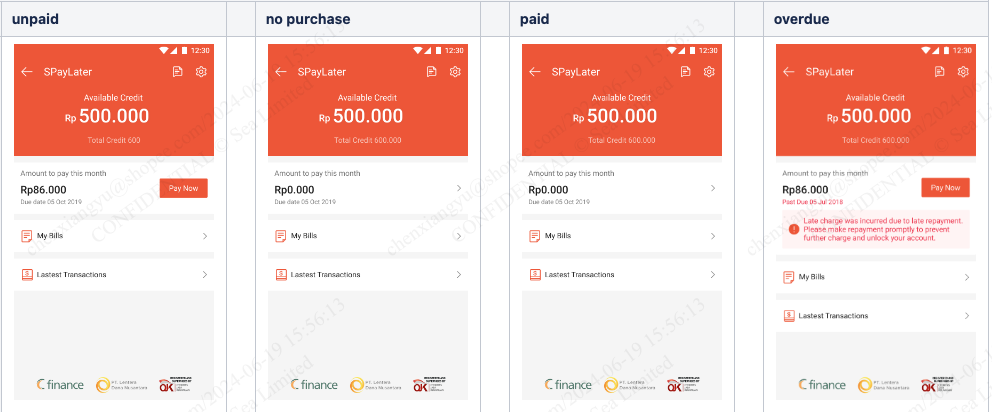 unpaid
no purchase
paid
overdue
12:30
SPayLater
Available Credit
Rp 500.000
Total Credit 600
Amount to pay this month
Rp86.000
Due date 05 Oct 2019
Pay Now
My Bills
Lastest Transactions
finance
PT. Lentera
Dana Nusantara
12:30
SPayLater
Available Credit
Rp 500.000
Total Credit 600.000
Amount to pay this month
Rp0.000
Due date 05 Oct 2019
My Bills
Lastest Transactions
finance
PT. Lentera
Dana Nusantara
12:30
SPayLater
Available Credit
Rp 500.000
Total Credit 600.000
Amount to pay this month
Rp0.000
Due date 05 Oct 2019
My Bills
Lastest Transactions
finance
PT. Lentera
Dana Nusantara
12:30
SPayLater
Available Credit
Rp 500.000
Total Credit 600.000
Amount to pay this month
Rp86.000
Past Due 05 Jul 2018
Pay Now
Late charge was incurred due to late repayment.
Please make repayment promptly to prevent
further charge and unlock your account.
My Bills
Lastest Transactions
finance
PT. Lentera
Dana Nusantara
chenxiangyu@shopee.com/2024-06-19 15:56:13
CONFIDENTIAL © Sea Limited